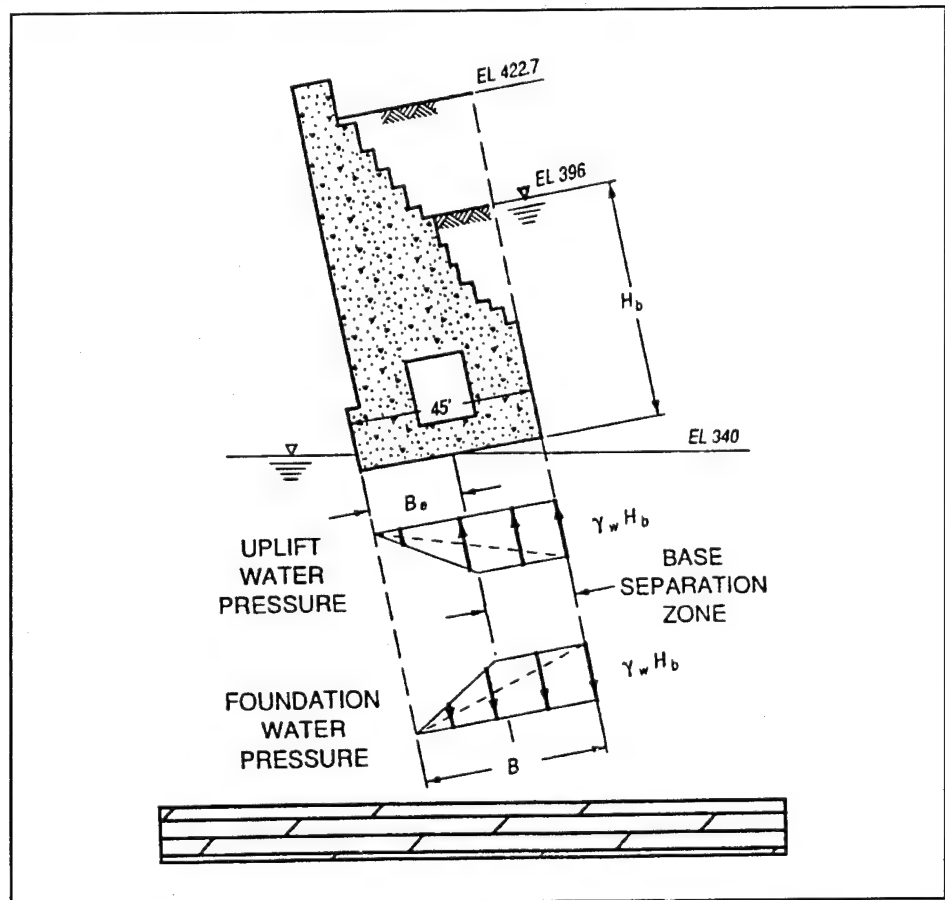 EL 422.7
EL 396
H_b
45'
EL 340
B_e
γ_w H_b
UPLIFT
WATER
PRESSURE
BASE
SEPARATION
ZONE
γ_w H_b
FOUNDATION
WATER
PRESSURE
B